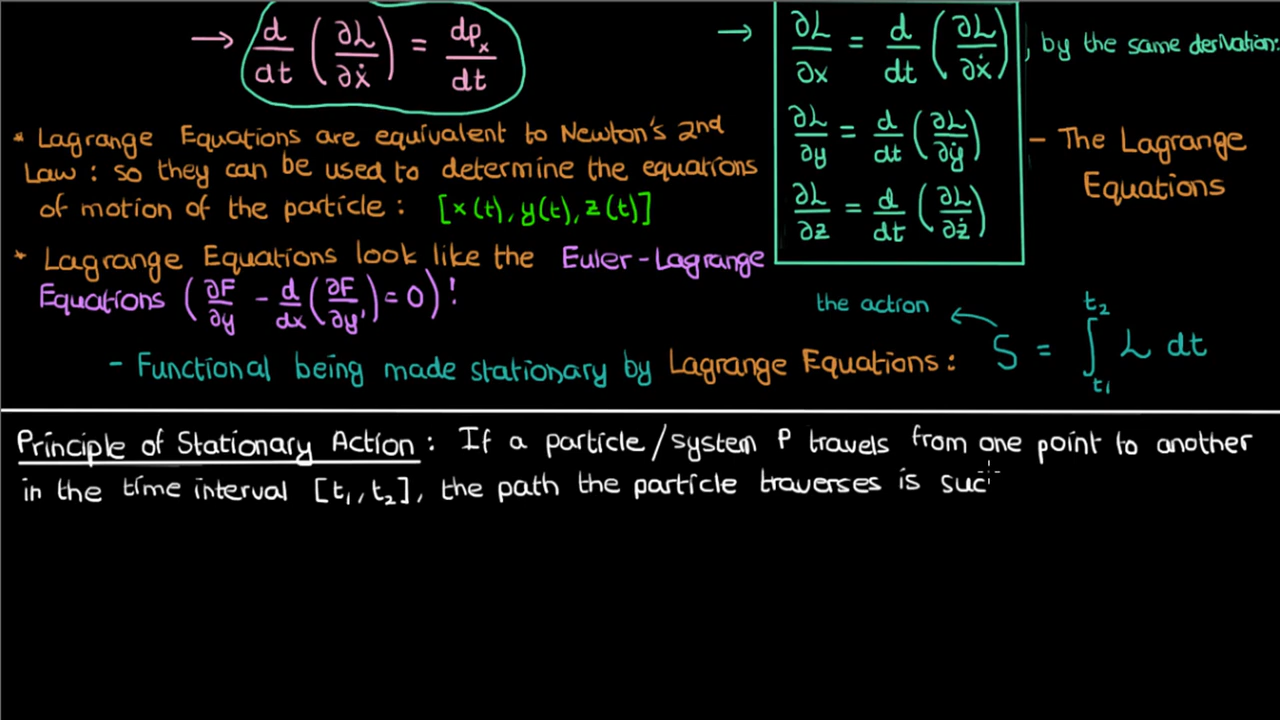 → d/dt (∂L/∂ẋ) = dpₓ/dt
→ ∂L/∂x = d/dt (∂L/∂ẋ), by the same derivation:
∂L/∂y = d/dt (∂L/∂ẏ)
∂L/∂z = d/dt (∂L/∂ż)
- The Lagrange
Equations
* Lagrange Equations are equivalent to Newton's 2nd
Law: so they can be used to determine the equations
of motion of the particle: [x(t), y(t), z(t)]
* Lagrange Equations look like the Euler-Lagrange
Equations (∂F/∂y - d/dx (∂F/∂y') = 0)!
the action
- Functional being made stationary by Lagrange Equations: S = ∫_{t₁}^{t₂} L dt
Principle of Stationary Action: If a particle/system P travels from one point to another
in the time interval [t₁, t₂], the path the particle traverses is suc